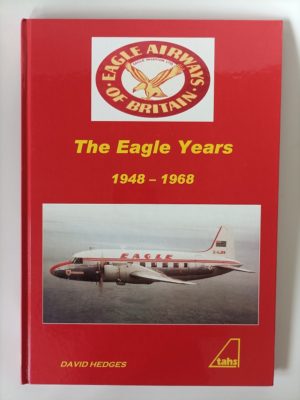 EAGLE AIRWAYS
OF BRITAIN
The Eagle Years
1948 – 1968
EAGLE
DAVID HEDGES
tahs